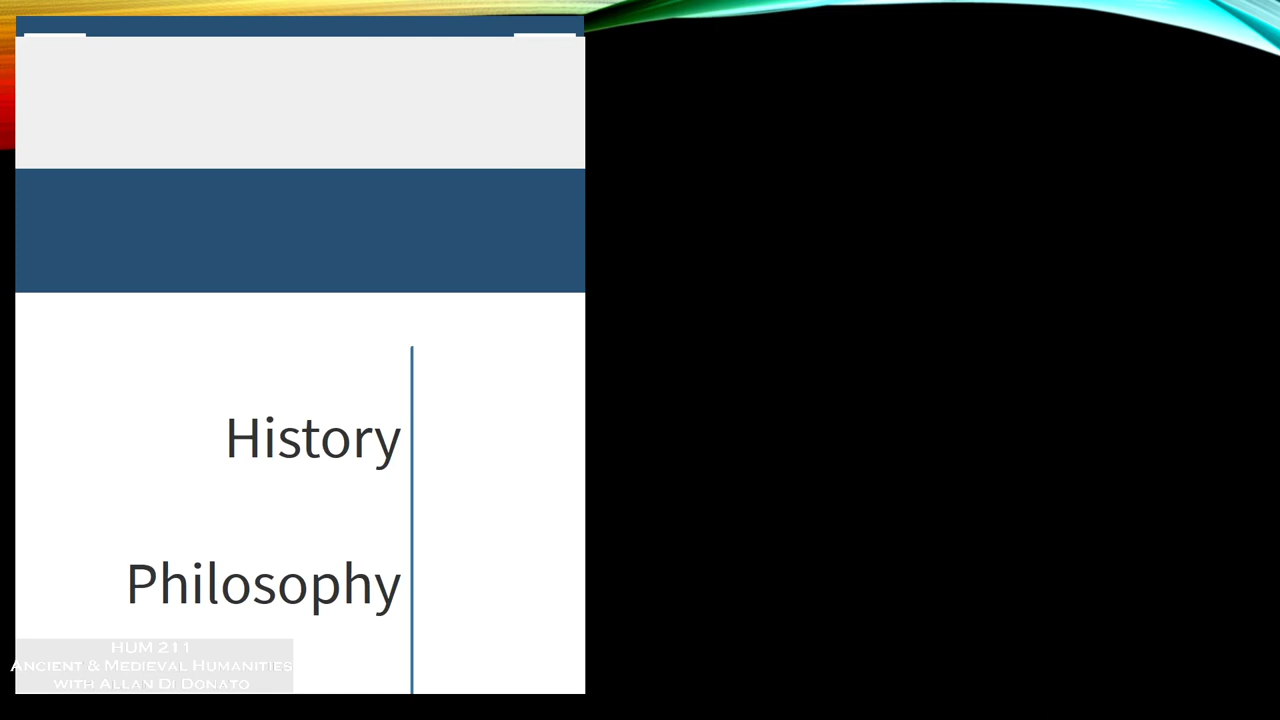 History
Philosophy
HUM 211
Ancient & Medieval Humanities
with Allan Di Donato